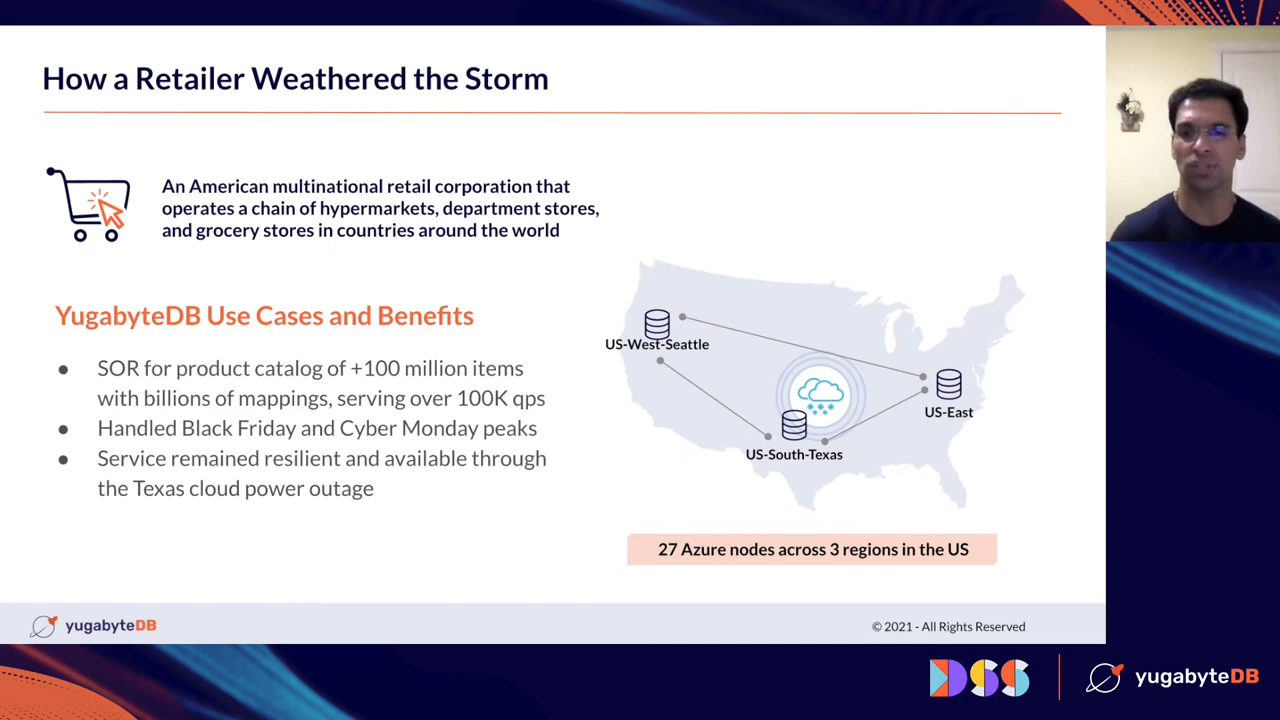 How a Retailer Weathered the Storm
An American multinational retail corporation that
operates a chain of hypermarkets, department stores,
and grocery stores in countries around the world
YugabyteDB Use Cases and Benefits
● SOR for product catalog of +100 million items
with billions of mappings, serving over 100K qps
● Handled Black Friday and Cyber Monday peaks
● Service remained resilient and available through
the Texas cloud power outage
US-West-Seattle
US-East
US-South-Texas
27 Azure nodes across 3 regions in the US
yugabyteDB
© 2021 - All Rights Reserved
DSS
yugabyteDB